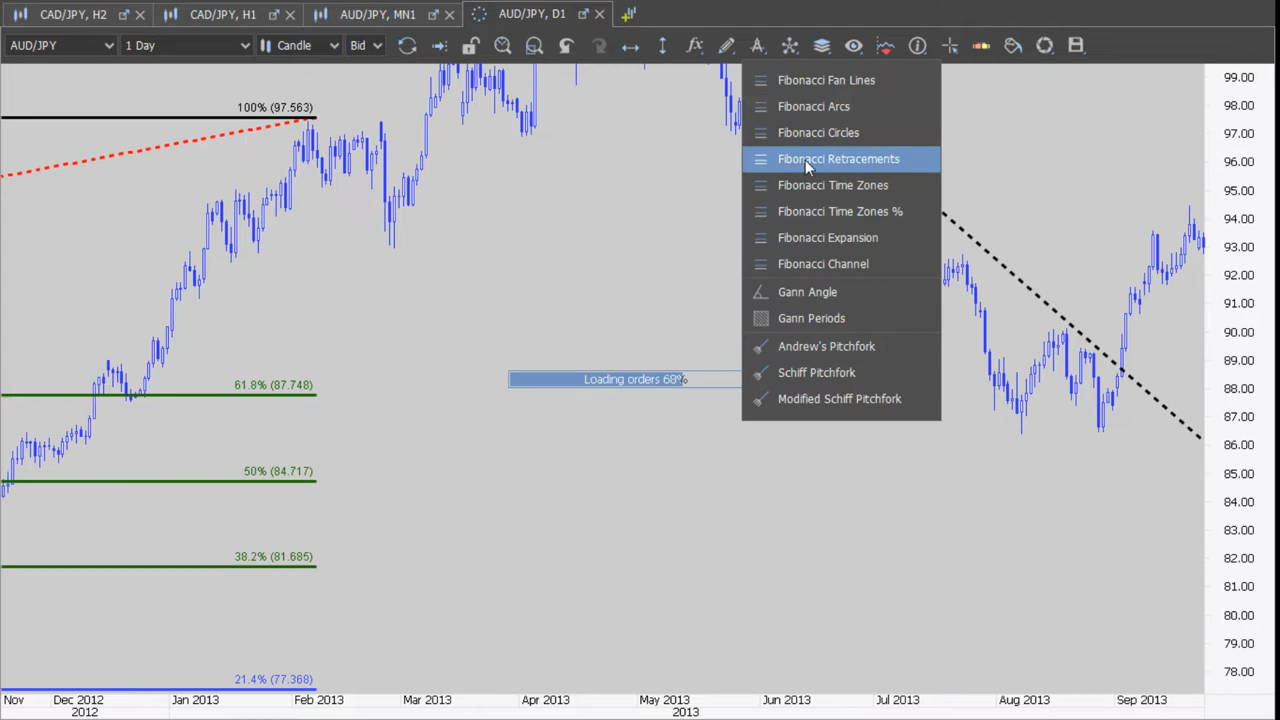 CAD/JPY, H2
CAD/JPY, H1
AUD/JPY, MN1
AUD/JPY, D1
AUD/JPY
1 Day
Candle
Bid
fx
Fibonacci Fan Lines
Fibonacci Arcs
Fibonacci Circles
Fibonacci Retracements
Fibonacci Time Zones
Fibonacci Time Zones %
Fibonacci Expansion
Fibonacci Channel
Gann Angle
Gann Periods
Andrew's Pitchfork
Schiff Pitchfork
Modified Schiff Pitchfork
100% (97.563)
61.8% (87.748)
50% (84.717)
38.2% (81.685)
21.4% (77.368)
Loading orders 68%
99.00
98.00
97.00
96.00
95.00
94.00
93.00
92.00
91.00
90.00
89.00
88.00
87.00
86.00
85.00
84.00
83.00
82.00
81.00
80.00
79.00
78.00
Nov
Dec 2012
Jan 2013
Feb 2013
Mar 2013
Apr 2013
May 2013
Jun 2013
Jul 2013
Aug 2013
Sep 2013
2012
2013